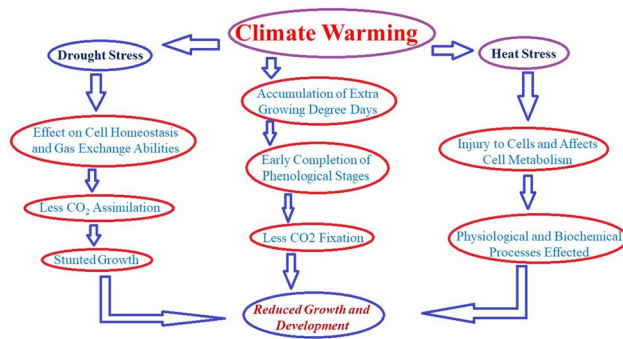 Climate Warming
Drought Stress
Heat Stress
Accumulation of Extra
Growing Degree Days
Effect on Cell Homeostasis
and Gas Exchange Abilities
Injury to Cells and Affects
Cell Metabolism
Early Completion of
Phenological Stages
Less CO₂ Assimilation
Less CO2 Fixation
Physiological and Biochemical
Processes Effected
Stunted Growth
Reduced Growth and
Development